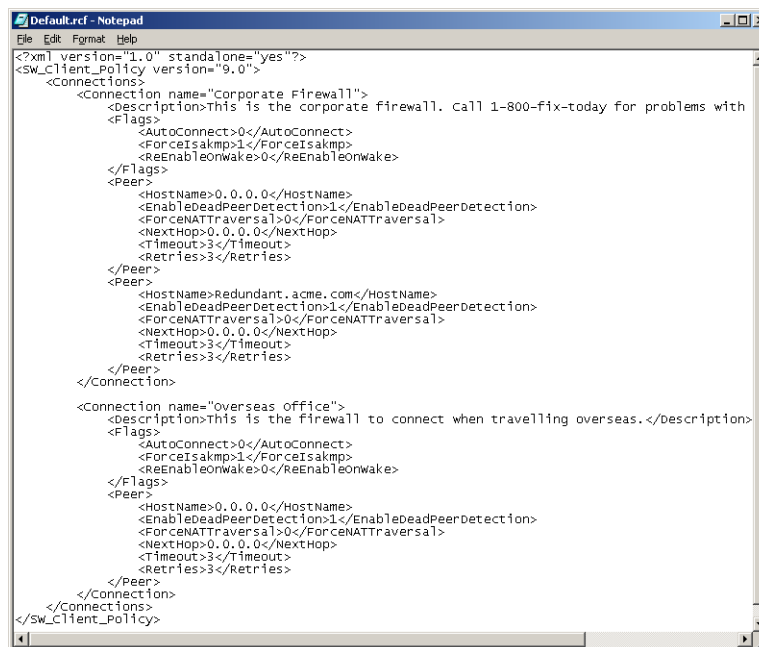 Default.rcf - Notepad
File Edit Format Help
<?xml version="1.0" standalone="yes"?>
<SW_Client_Policy version="9.0">
    <Connections>
        <Connection name="Corporate Firewall">
            <Description>This is the corporate firewall. Call 1-800-fix-today for problems with
            <Flags>
                <AutoConnect>0</AutoConnect>
                <ForceIsakmp>1</ForceIsakmp>
                <ReEnableOnWake>0</ReEnableOnWake>
            </Flags>
            <Peer>
                <HostName>0.0.0.0</HostName>
                <EnableDeadPeerDetection>1</EnableDeadPeerDetection>
                <ForceNATTraversal>0</ForceNATTraversal>
                <NextHop>0.0.0.0</NextHop>
                <Timeout>3</Timeout>
                <Retries>3</Retries>
            </Peer>
            <Peer>
                <HostName>Redundant.acme.com</HostName>
                <EnableDeadPeerDetection>1</EnableDeadPeerDetection>
                <ForceNATTraversal>0</ForceNATTraversal>
                <NextHop>0.0.0.0</NextHop>
                <Timeout>3</Timeout>
                <Retries>3</Retries>
            </Peer>
        </Connection>

        <Connection name="Overseas Office">
            <Description>This is the firewall to connect when travelling overseas.</Description>
            <Flags>
                <AutoConnect>0</AutoConnect>
                <ForceIsakmp>1</ForceIsakmp>
                <ReEnableOnWake>0</ReEnableOnWake>
            </Flags>
            <Peer>
                <HostName>0.0.0.0</HostName>
                <EnableDeadPeerDetection>1</EnableDeadPeerDetection>
                <ForceNATTraversal>0</ForceNATTraversal>
                <NextHop>0.0.0.0</NextHop>
                <Timeout>3</Timeout>
                <Retries>3</Retries>
            </Peer>
        </Connection>
    </Connections>
</SW_Client_Policy>